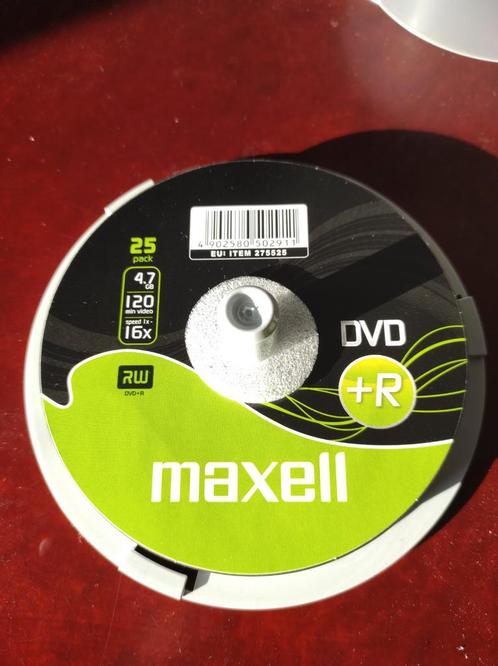 4 902580 502911
EU: ITEM 275525
25
pack
4.7
GB
120
min video
speed 1x -
16x
RW
DVD+R
DVD
+R
maxell